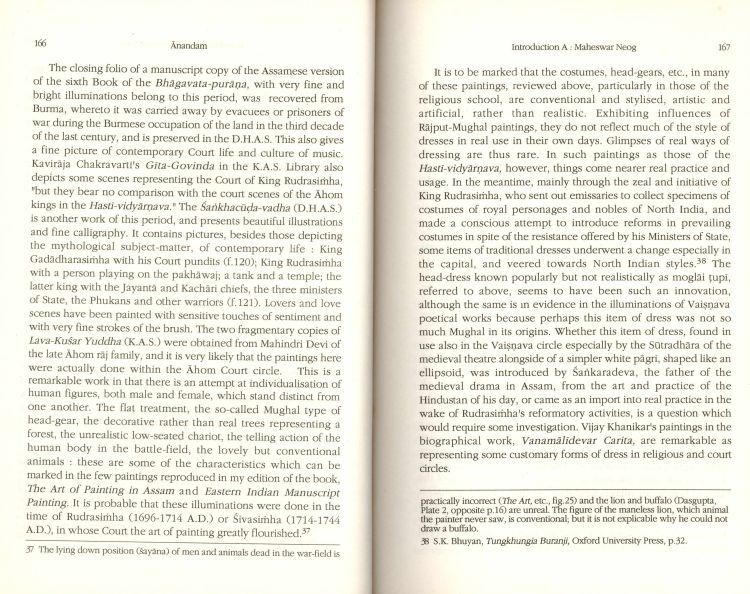 166
Ānandam
The closing folio of a manuscript copy of the Assamese version
of the sixth Book of the Bhāgavata-purāṇa, with very fine and
bright illuminations belong to this period, was recovered from
Burma, whereto it was carried away by evacuees or prisoners of
war during the Burmese occupation of the land in the third decade
of the last century, and is preserved in the D.H.A.S. This also gives
a fine picture of contemporary Court life and culture of music.
Kavirāja Chakravarti's Gīta-Govinda in the K.A.S. Library also
depicts some scenes representing the Court of King Rudrasiṁha,
"but they bear no comparison with the court scenes of the Āhom
kings in the Hasti-vidyārṇava." The Śaṅkhacūḍa-vadha (D.H.A.S.)
is another work of this period, and presents beautiful illustrations
and fine calligraphy. It contains pictures, besides those depicting
the mythological subject-matter, of contemporary life : King
Gadādharasiṁha with his Court pundits (f.120); King Rudrasiṁha
with a person playing on the pakhāwaj; a tank and a temple; the
latter king with the Jayantā and Kachāri chiefs, the three ministers
of State, the Phukans and other warriors (f.121). Lovers and love
scenes have been painted with sensitive touches of sentiment and
with very fine strokes of the brush. The two fragmentary copies of
Lava-Kuśar Yuddha (K.A.S.) were obtained from Mahindri Devi of
the late Āhom rāj family, and it is very likely that the paintings here
were actually done within the Āhom Court circle. This is a
remarkable work in that there is an attempt at individualisation of
human figures, both male and female, which stand distinct from
one another. The flat treatment, the so-called Mughal type of
head-gear, the decorative rather than real trees representing a
forest, the unrealistic low-seated chariot, the telling action of the
human body in the battle-field, the lovely but conventional
animals : these are some of the characteristics which can be
marked in the few paintings reproduced in my edition of the book,
The Art of Painting in Assam and Eastern Indian Manuscript
Painting. It is probable that these illuminations were done in the
time of Rudrasiṁha (1696-1714 A.D.) or Śivasiṁha (1714-1744
A.D.), in whose Court the art of painting greatly flourished.37
37 The lying down position (śayāna) of men and animals dead in the war-field is
Introduction A : Maheswar Neog
167
It is to be marked that the costumes, head-gears, etc., in many
of these paintings, reviewed above, particularly in those of the
religious school, are conventional and stylised, artistic and
artificial, rather than realistic. Exhibiting influences of
Rājput-Mughal paintings, they do not reflect much of the style of
dresses in real use in their own days. Glimpses of real ways of
dressing are thus rare. In such paintings as those of the
Hasti-vidyārṇava, however, things come nearer real practice and
usage. In the meantime, mainly through the zeal and initiative of
King Rudrasiṁha, who sent out emissaries to collect specimens of
costumes of royal personages and nobles of North India, and
made a conscious attempt to introduce reforms in prevailing
costumes in spite of the resistance offered by his Ministers of State,
some items of traditional dresses underwent a change especially in
the capital, and veered towards North Indian styles.38 The
head-dress known popularly but not realistically as moglāi ṭupī,
referred to above, seems to have been such an innovation,
although the same is in evidence in the illuminations of Vaiṣṇava
poetical works because perhaps this item of dress was not so
much Mughal in its origins. Whether this item of dress, found in
use also in the Vaiṣṇava circle especially by the Sūtradhāra of the
medieval theatre alongside of a simpler white pāgri, shaped like an
ellipsoid, was introduced by Śaṅkaradeva, the father of the
medieval drama in Assam, from the art and practice of the
Hindustan of his day, or came as an import into real practice in the
wake of Rudrasiṁha's reformatory activities, is a question which
would require some investigation. Vijay Khanikar's paintings in the
biographical work, Vanamālīdevar Carita, are remarkable as
representing some customary forms of dress in religious and court
circles.
practically incorrect (The Art, etc., fig.25) and the lion and buffalo (Dasgupta,
Plate 2, opposite p.16) are unreal. The figure of the maneless lion, which animal
the painter never saw, is conventional; but it is not explicable why he could not
draw a buffalo.
38 S.K. Bhuyan, Tungkhungia Buranji, Oxford University Press, p.32.